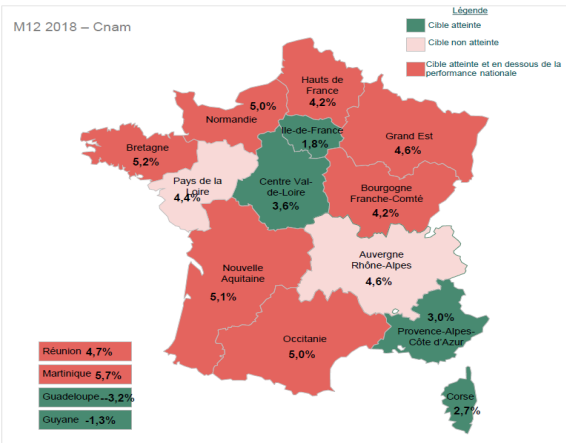 M12 2018 – Cnam
Légende
Cible atteinte
Cible non atteinte
Cible atteinte et en dessous de la
performance nationale
Hauts de
France
4,2%
5,0%
Normandie
Ile-de-France
1,8%
Grand Est
4,6%
Bretagne
5,2%
Pays de la
Loire
4,4%
Centre Val-
de-Loire
3,6%
Bourgogne
Franche-Comté
4,2%
Auvergne
Rhône-Alpes
4,6%
Nouvelle
Aquitaine
5,1%
3,0%
Provence-Alpes-
Côte d'Azur
Occitanie
5,0%
Réunion 4,7%
Martinique 5,7%
Guadeloupe --3,2%
Guyane -1,3%
Corse
2,7%